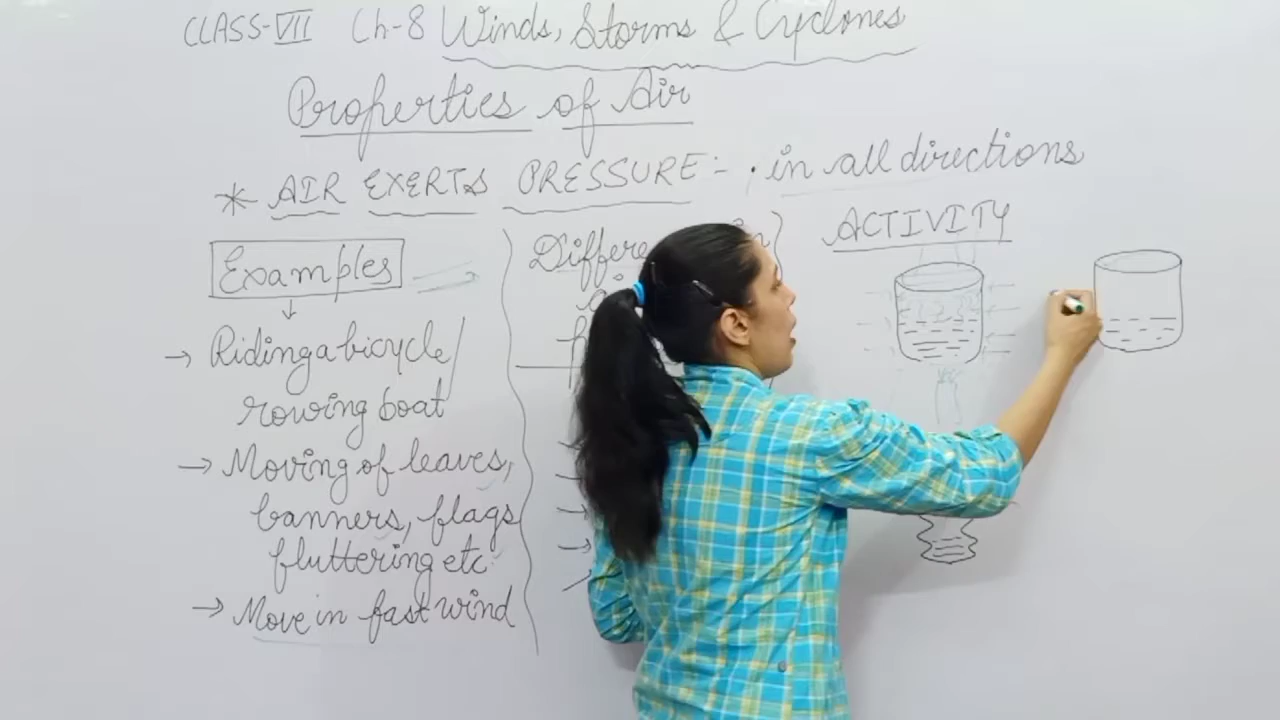 CLASS-VII Ch-8 Winds, Storms & Cyclones
Properties of Air
* AIR EXERTS PRESSURE:- . in all directions
Examples
→ Riding a bicycle/
rowing boat
→ Moving of leaves,
banners, flags
fluttering etc.
→ Move in fast wind
ACTIVITY